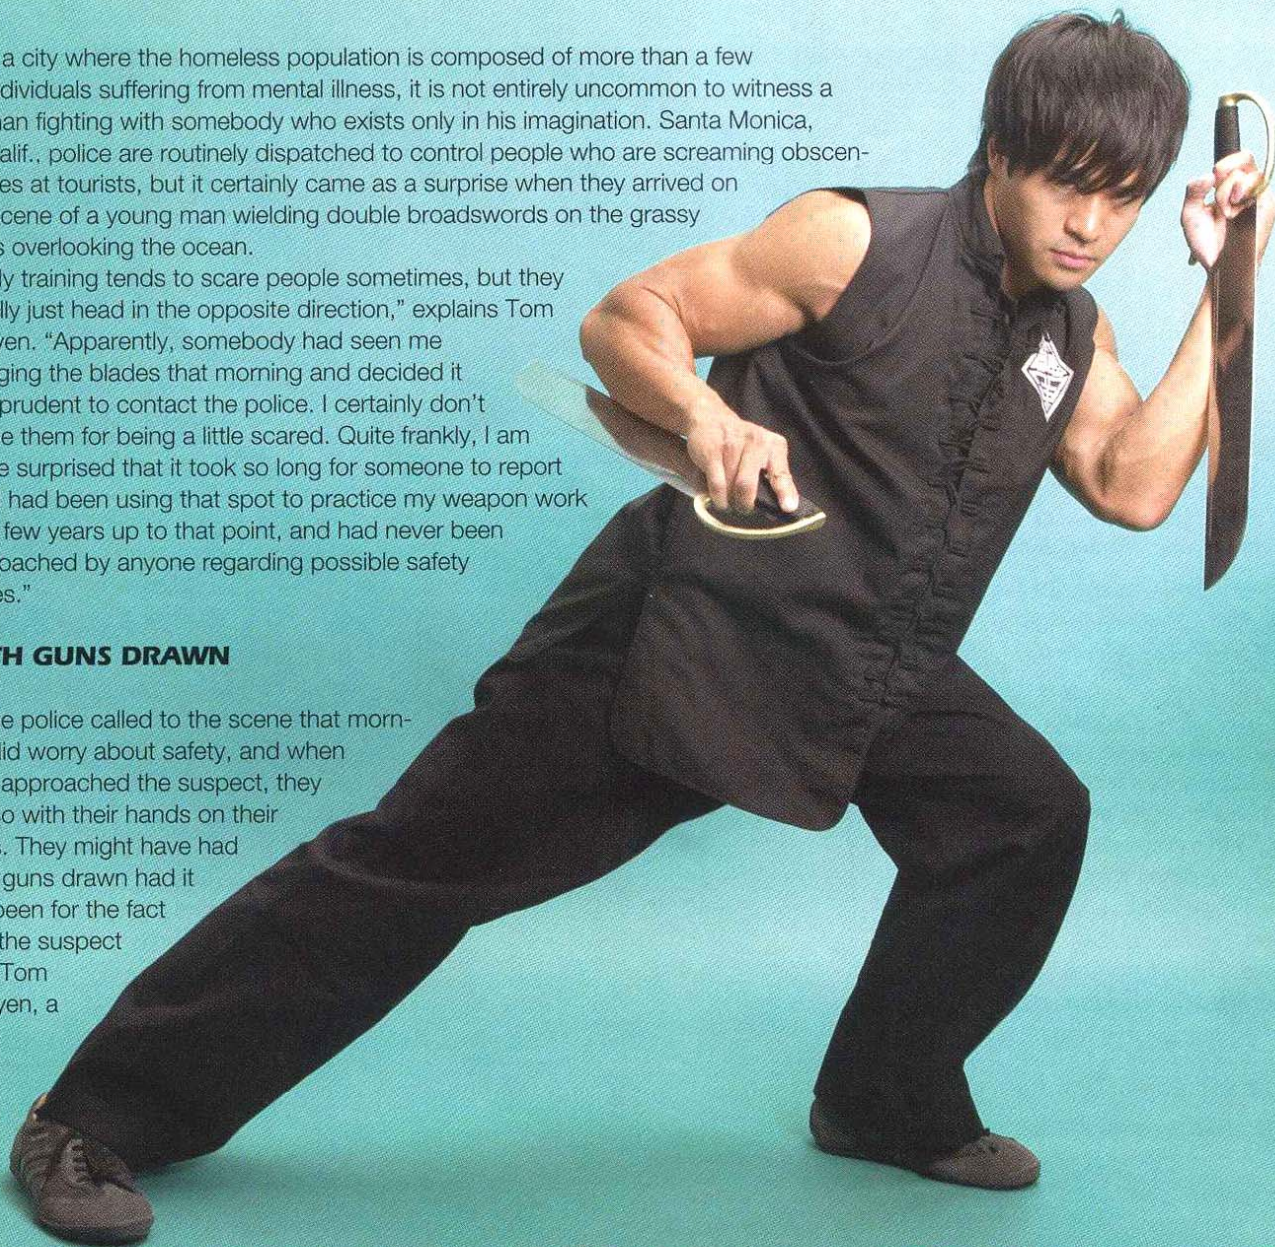 a city where the homeless population is composed of more than a few
dividuals suffering from mental illness, it is not entirely uncommon to witness a
an fighting with somebody who exists only in his imagination. Santa Monica,
alif., police are routinely dispatched to control people who are screaming obscen-
es at tourists, but it certainly came as a surprise when they arrived on
cene of a young man wielding double broadswords on the grassy
s overlooking the ocean.
ly training tends to scare people sometimes, but they
lly just head in the opposite direction,” explains Tom
yen. “Apparently, somebody had seen me
ging the blades that morning and decided it
prudent to contact the police. I certainly don’t
e them for being a little scared. Quite frankly, I am
e surprised that it took so long for someone to report
had been using that spot to practice my weapon work
few years up to that point, and had never been
oached by anyone regarding possible safety
es.”
TH GUNS DRAWN
e police called to the scene that morn-
lid worry about safety, and when
approached the suspect, they
so with their hands on their
s. They might have had
guns drawn had it
been for the fact
the suspect
Tom
yen, a